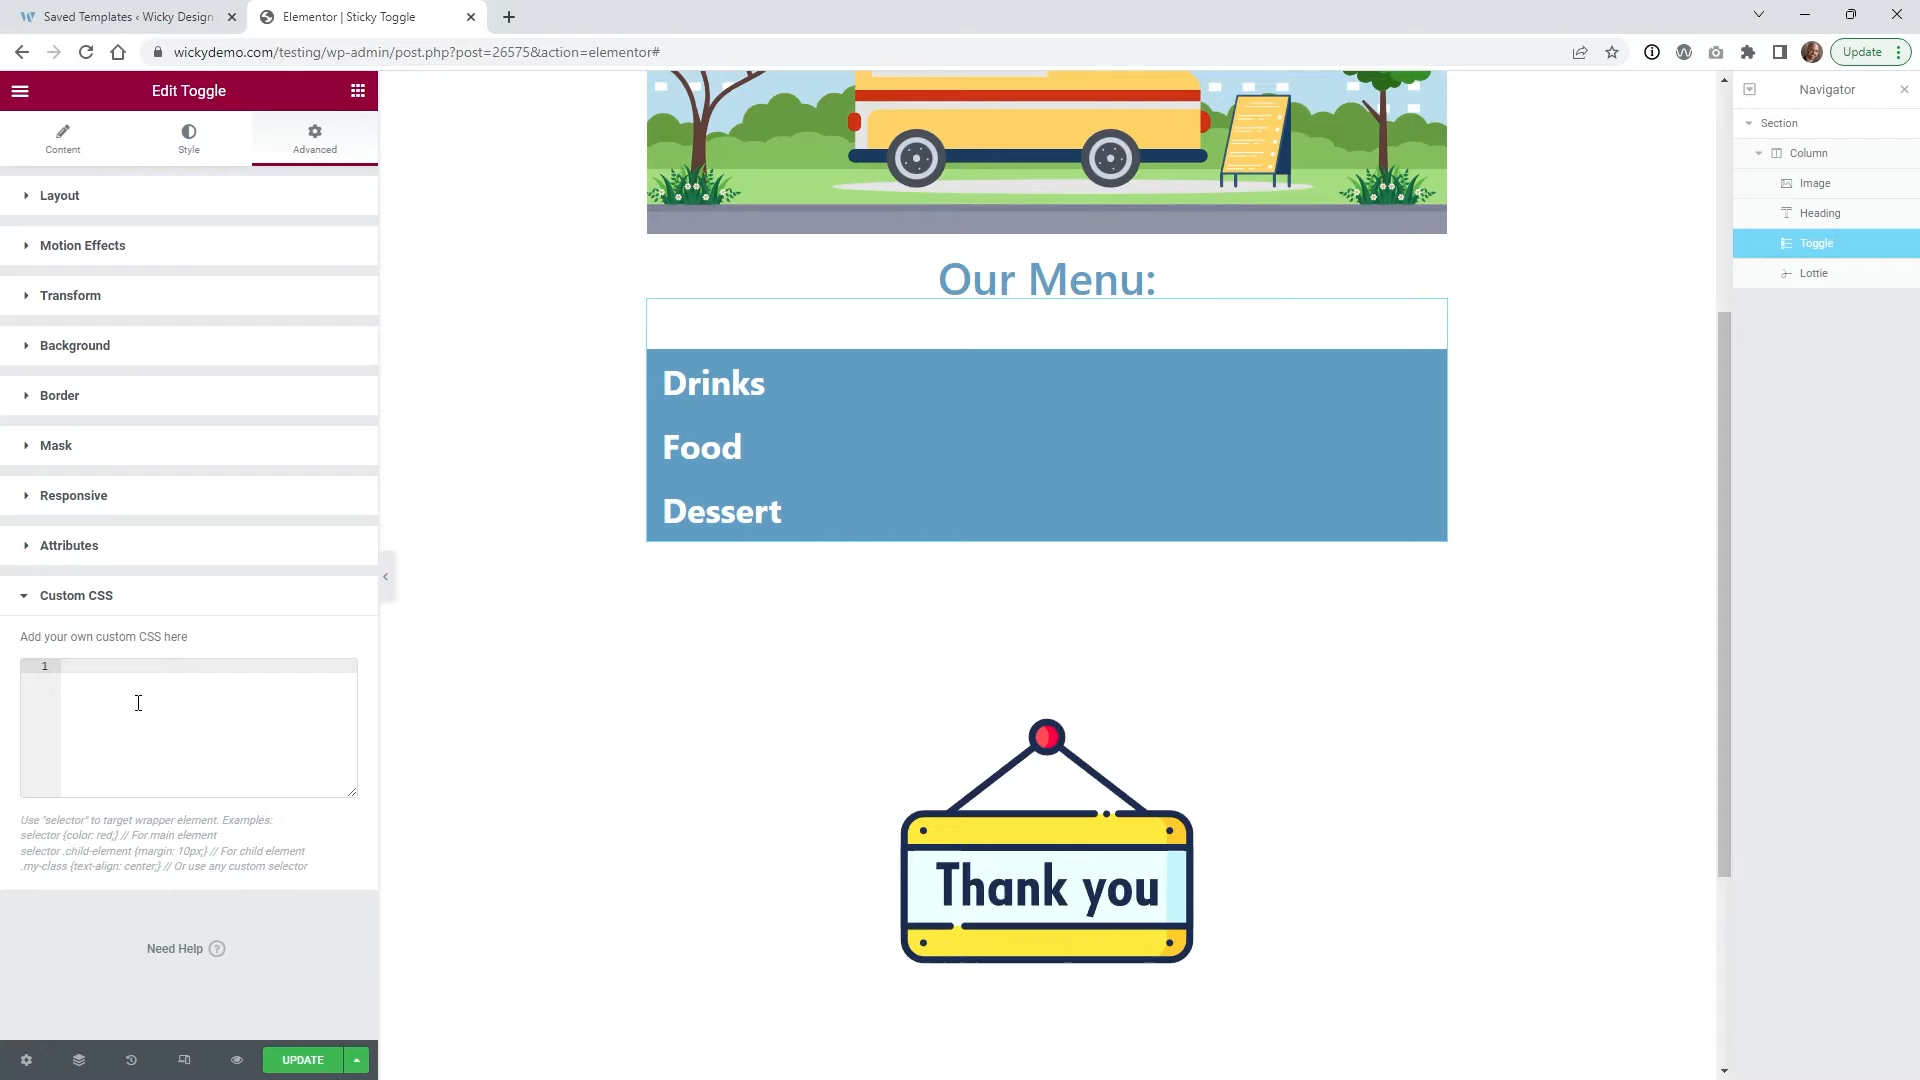 Saved Templates ‹ Wicky Design
Elementor | Sticky Toggle
wickydemo.com/testing/wp-admin/post.php?post=26575&action=elementor#
Update
Edit Toggle
Content
Style
Advanced
Layout
Motion Effects
Transform
Background
Border
Mask
Responsive
Attributes
Custom CSS
Add your own custom CSS here
1
Use "selector" to target wrapper element. Examples:
selector {color: red;} // For main element
selector .child-element {margin: 10px;} // For child element
.my-class {text-align: center;} // Or use any custom selector
Need Help ?
UPDATE
Our Menu:
Drinks
Food
Dessert
Thank you
Navigator
Section
Column
Image
Heading
Toggle
Lottie